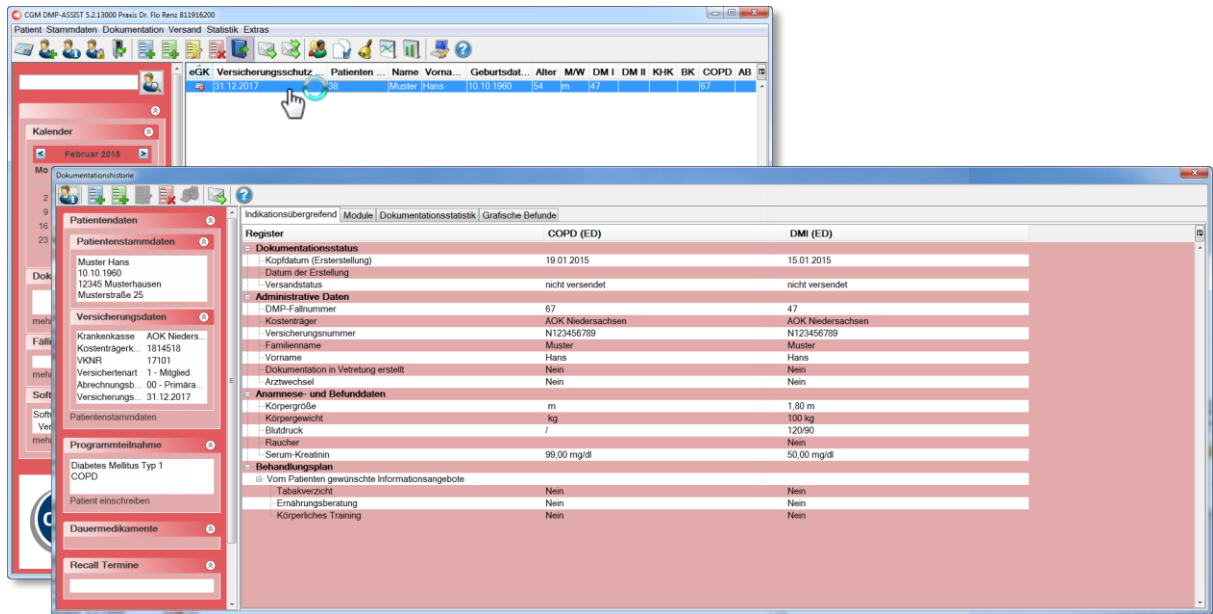 CGM DMP-ASSIST 5.2.13000 Praxis Dr. Flo Renz 811916200
Patient Stammdaten Dokumentation Versand Statistik Extras
eGK Versicherungsschutz ... Patienten ... Name Vorna... Geburtsdat... Alter M/W DM I DM II KHK BK COPD AB
31.12.2017 38 Muster Hans 10.10.1960 54 m 47 67
Kalender
Februar 2015
Mo
2
9
16
23
Dok
mehr
Fälli
Soft
Dokumentationshistorie
Patientendaten
Patientenstammdaten
Muster Hans
10.10.1960
12345 Musterhausen
Musterstraße 25
Versicherungsdaten
Krankenkasse AOK Nieders...
Kostenträgerk... 1814518
VKNR 17101
Versichertenart 1 - Mitglied
Abrechnungsb... 00 - Primära...
Versicherungs... 31.12.2017
Patientenstammdaten
Programmteilnahme
Diabetes Mellitus Typ 1
COPD
Patient einschreiben
Dauermedikamente
Recall Termine
Indikationsübergreifend Module Dokumentationsstatistik Grafische Befunde
Register COPD (ED) DMI (ED)
Dokumentationsstatus
Kopfdatum (Ersterstellung) 19.01.2015 15.01.2015
Datum der Erstellung
Versandstatus nicht versendet nicht versendet
Administrative Daten
DMP-Fallnummer 67 47
Kostenträger AOK Niedersachsen AOK Niedersachsen
Versicherungsnummer N123456789 N123456789
Familienname Muster Muster
Vorname Hans Hans
Dokumentation in Vetretung erstellt Nein Nein
Arztwechsel Nein Nein
Anamnese- und Befunddaten
Körpergröße m 1,80 m
Körpergewicht kg 100 kg
Blutdruck / 120/90
Raucher Nein
Serum-Kreatinin 99,00 mg/dl 50,00 mg/dl
Behandlungsplan
Vom Patienten gewünschte Informationsangebote
Tabakverzicht Nein Nein
Ernährungsberatung Nein Nein
Körperliches Training Nein Nein